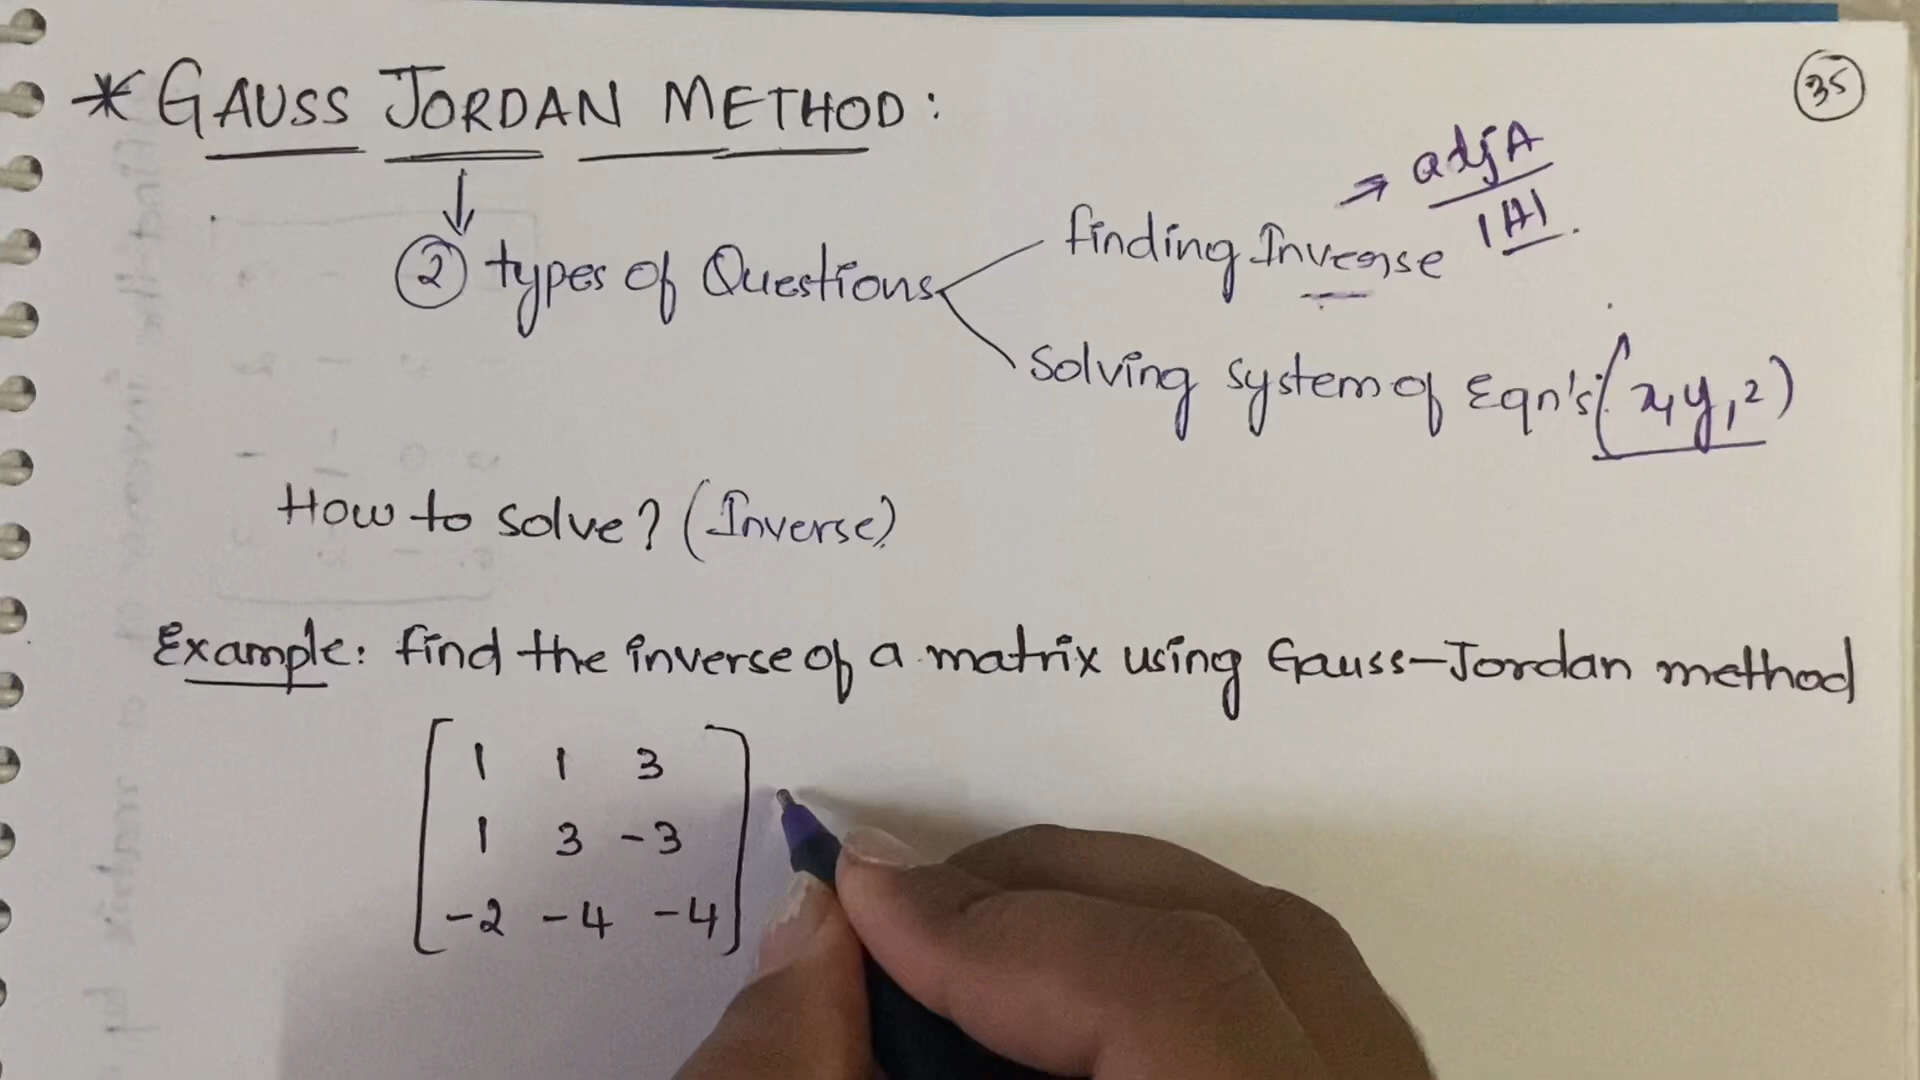 35
* GAUSS JORDAN METHOD:
→ adjA
|A|.
② types of Questions
finding Inverse
Solving system of Eqn's (x, y, z)
How to solve? (Inverse)
Example: find the inverse of a matrix using Gauss-Jordan method
1 1 3
1 3 -3
-2 -4 -4